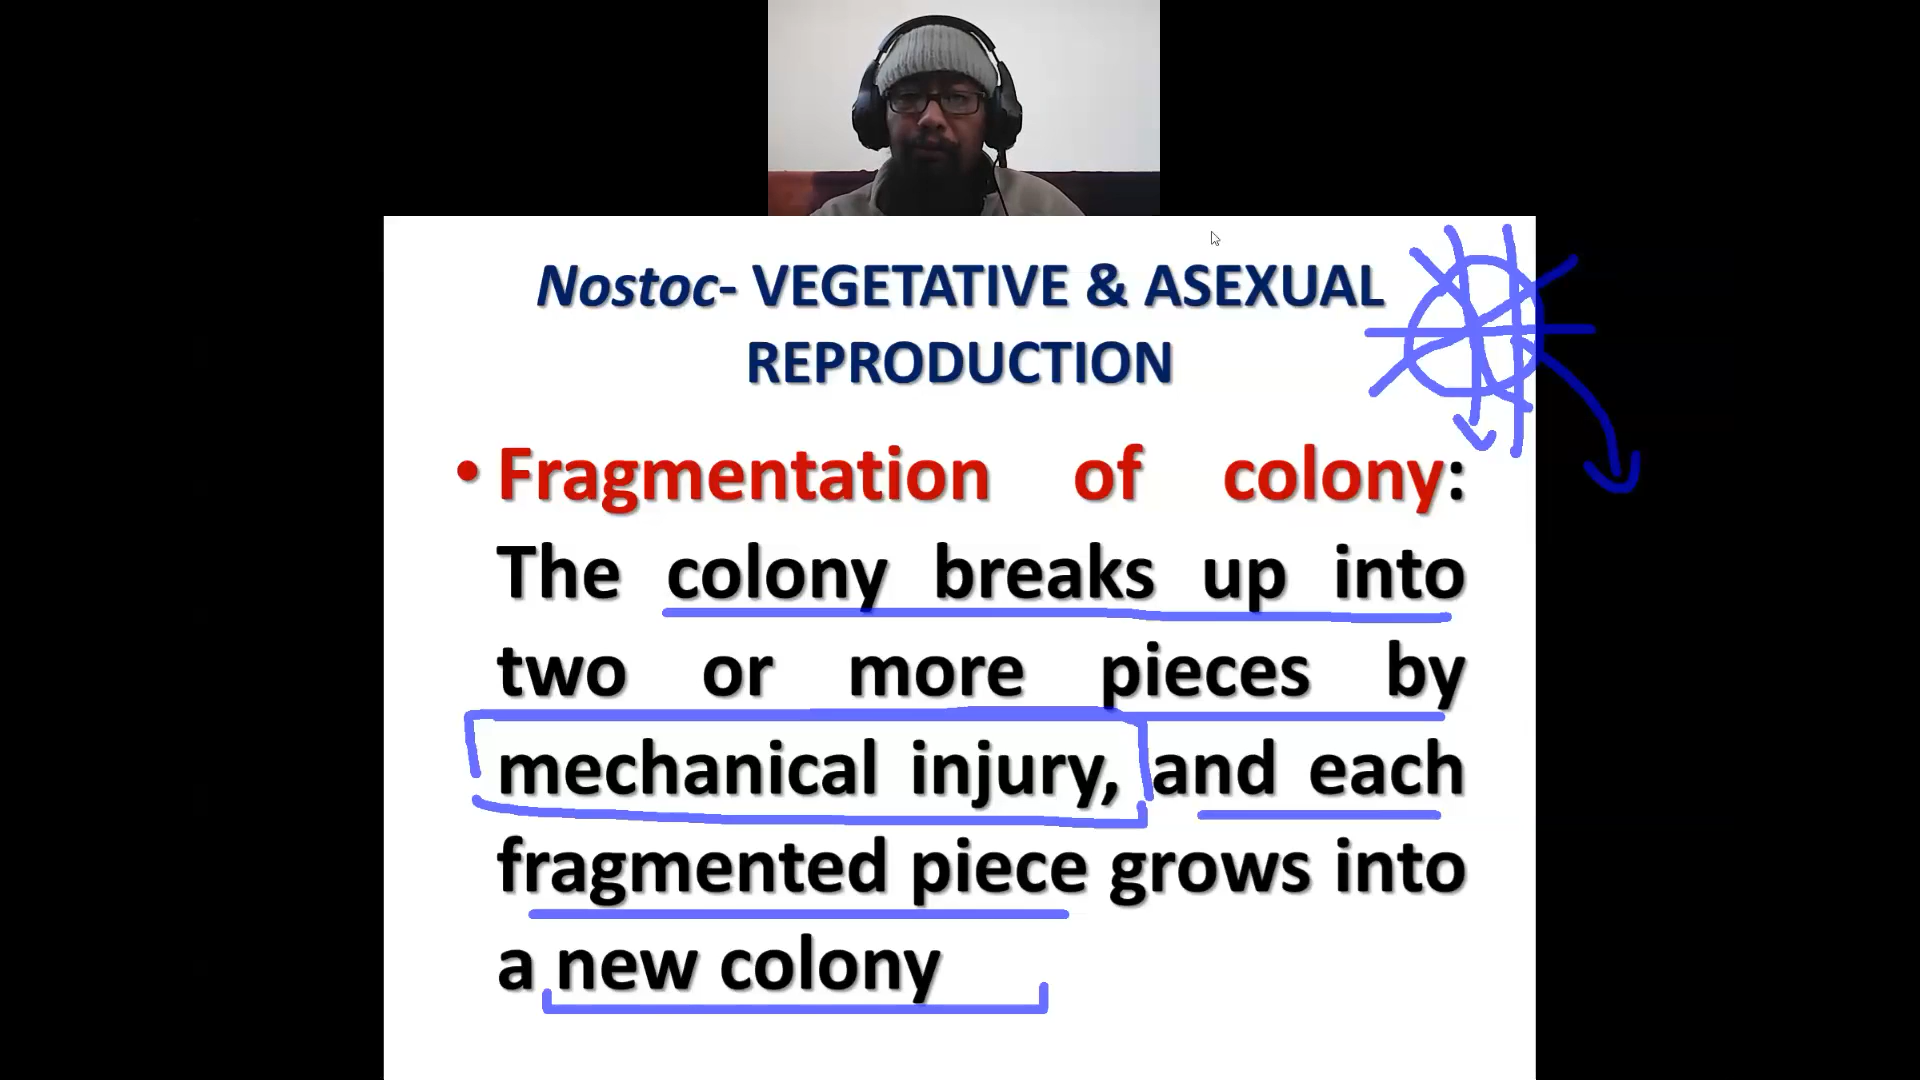 Nostoc- VEGETATIVE & ASEXUAL
REPRODUCTION
• Fragmentation of colony:
The colony breaks up into
two or more pieces by
mechanical injury, and each
fragmented piece grows into
a new colony